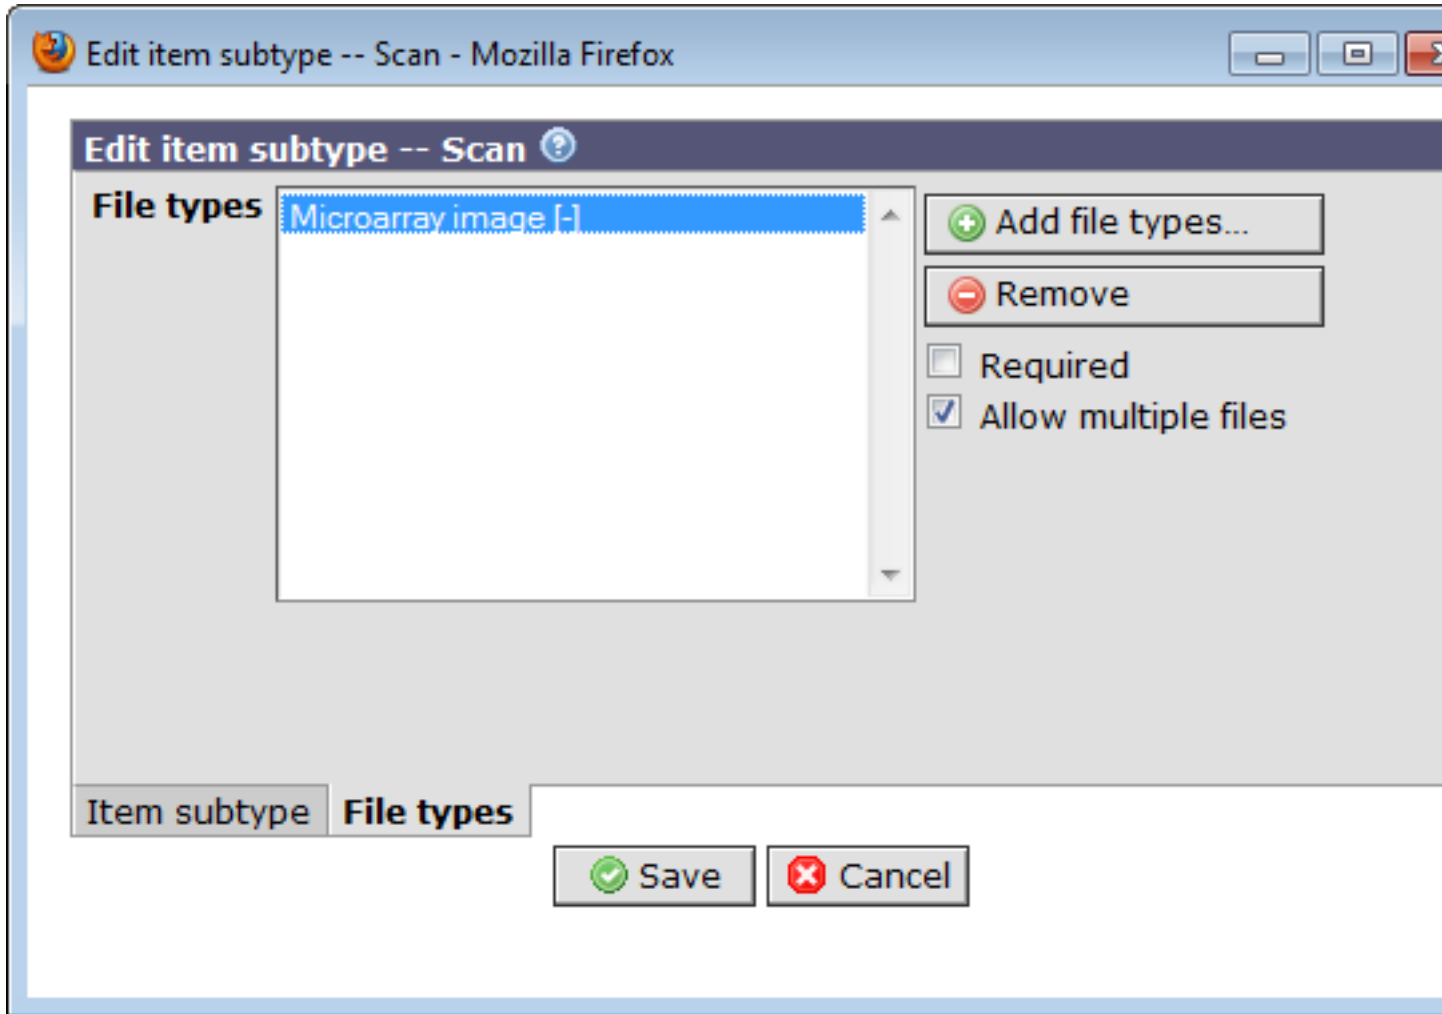 Edit item subtype -- Scan - Mozilla Firefox
Edit item subtype -- Scan
File types
Microarray image [-]
Add file types...
Remove
Required
Allow multiple files
Item subtype
File types
Save
Cancel